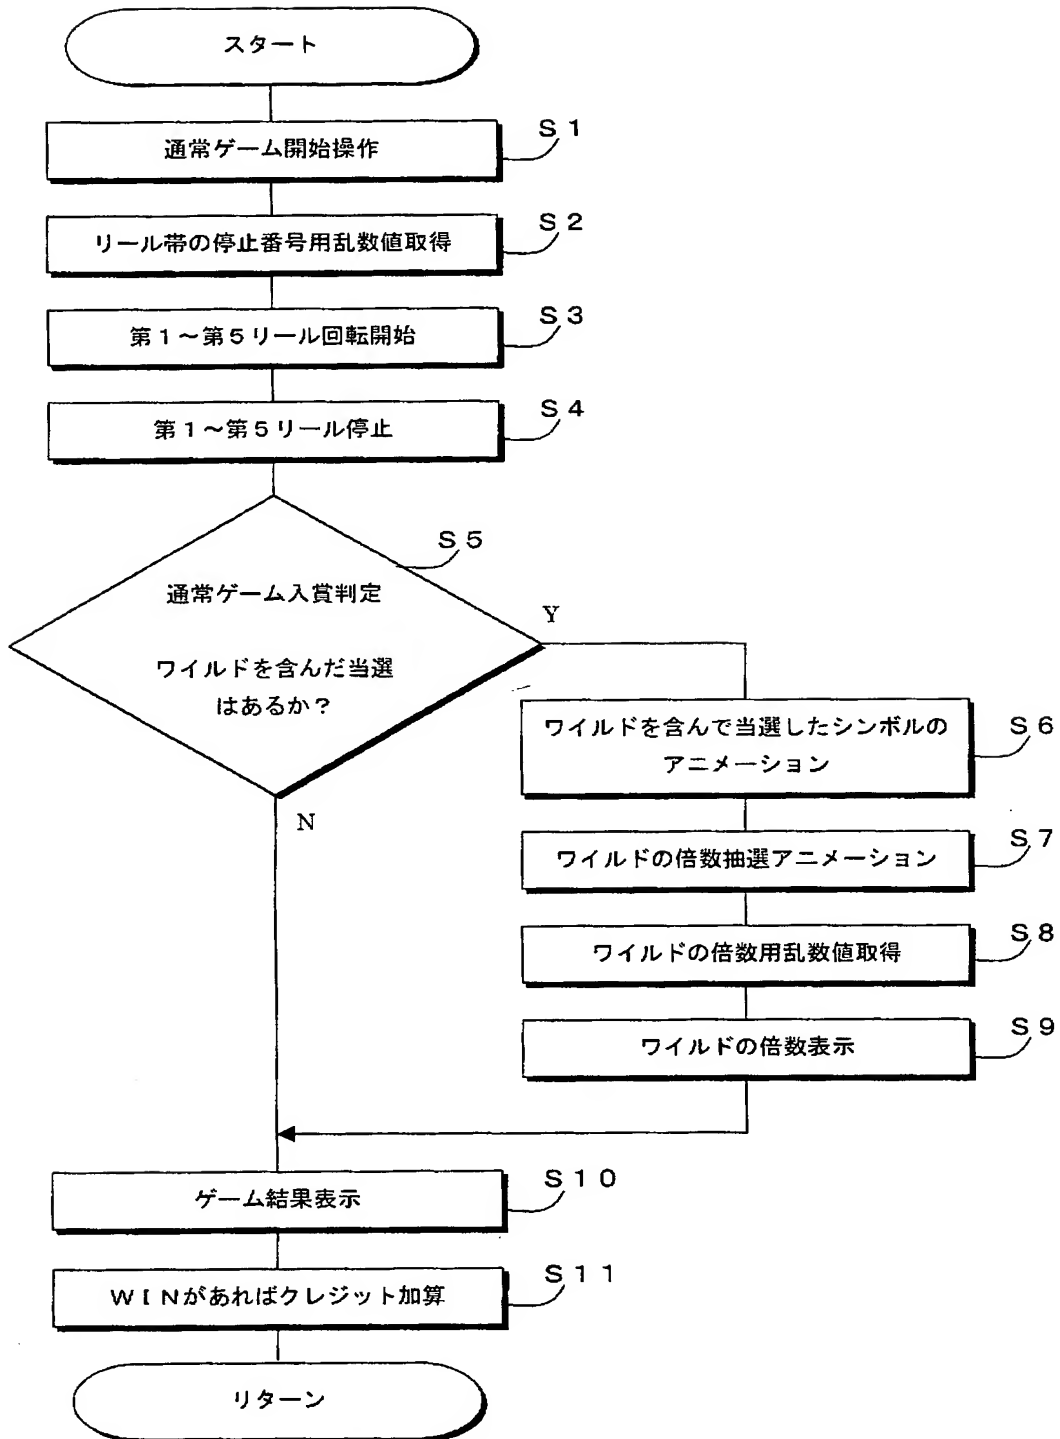 スタート
通常ゲーム開始操作
S1
リール帯の停止番号用乱数値取得
S2
第1～第5リール回転開始
S3
第1～第5リール停止
S4
S5
通常ゲーム入賞判定
ワイルドを含んだ当選
はあるか？
Y
N
ワイルドを含んで当選したシンボルの
アニメーション
S6
ワイルドの倍数抽選アニメーション
S7
ワイルドの倍数用乱数値取得
S8
ワイルドの倍数表示
S9
ゲーム結果表示
S10
WINがあればクレジット加算
S11
リターン